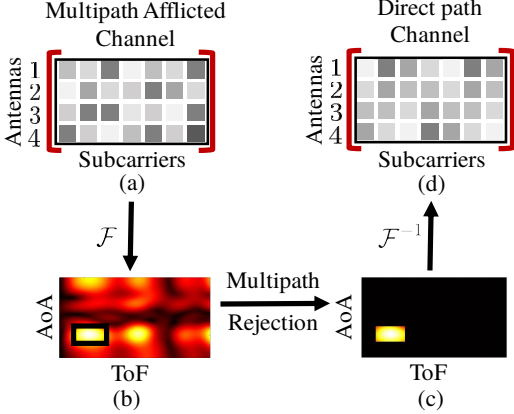 Multipath Afflicted
Channel
Antennas
1
2
3
4
Subcarriers
(a)
Direct path
Channel
Antennas
1
2
3
4
Subcarriers
(d)
ℱ
ℱ⁻¹
AoA
ToF
(b)
Multipath
Rejection
AoA
ToF
(c)